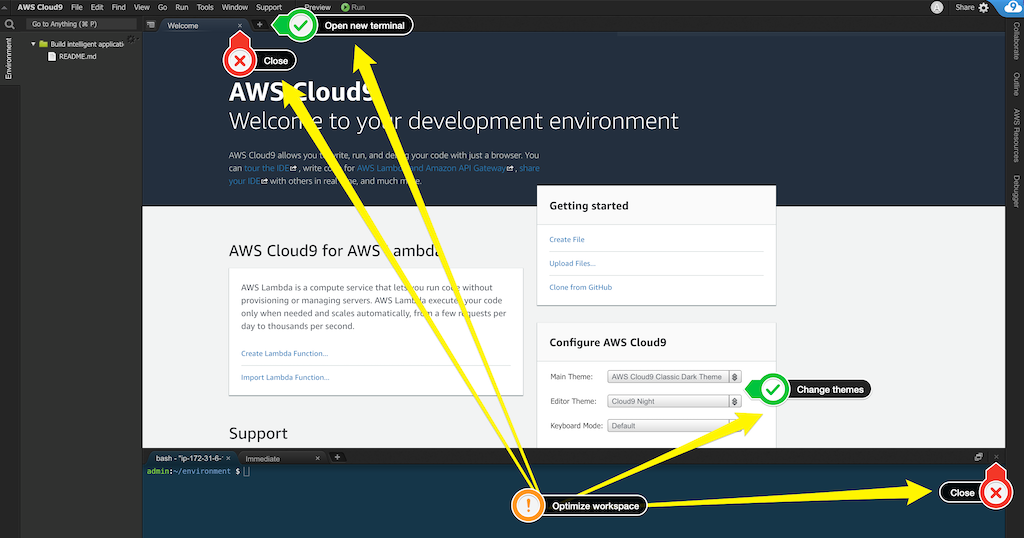 AWS Cloud9 File Edit Find View Go Run Tools Window Support Preview Run
Share
Go to Anything (⌘ P)
Welcome
Open new terminal
Environment
Build intelligent applicatio
README.md
Close
Collaborate
Outline
AWS Resources
Debugger
AWS Cloud9
Welcome to your development environment
AWS Cloud9 allows you to write, run, and debug your code with just a browser. You
can tour the IDE, write code for AWS Lambda and Amazon API Gateway, share
your IDE with others in real time, and much more.
Getting started
Create File
Upload Files...
Clone from GitHub
AWS Cloud9 for AWS Lambda
AWS Lambda is a compute service that lets you run code without
provisioning or managing servers. AWS Lambda executes your code
only when needed and scales automatically, from a few requests per
day to thousands per second.
Create Lambda Function...
Import Lambda Function...
Configure AWS Cloud9
Main Theme: AWS Cloud9 Classic Dark Theme
Editor Theme: Cloud9 Night
Keyboard Mode: Default
Change themes
Support
bash - "ip-172-31-6-
Immediate
admin:~/environment $
Optimize workspace
Close